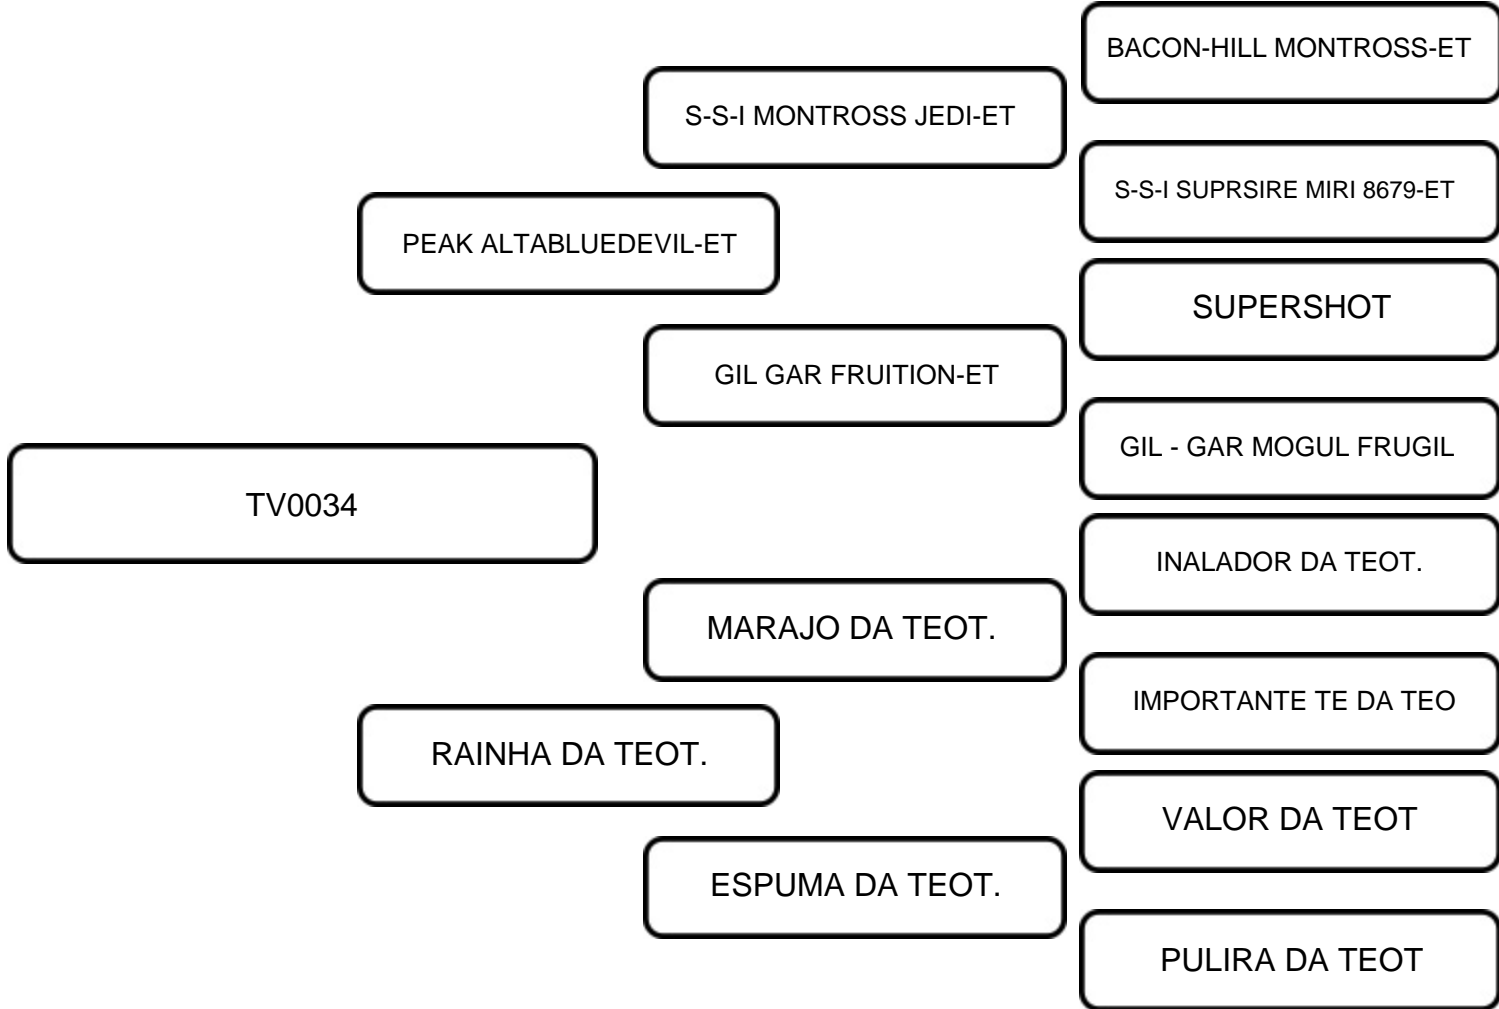 BACON-HILL MONTROSS-ET
S-S-I MONTROSS JEDI-ET
S-S-I SUPRSIRE MIRI 8679-ET
PEAK ALTABLUEDEVIL-ET
SUPERSHOT
GIL GAR FRUITION-ET
GIL - GAR MOGUL FRUGIL
TV0034
INALADOR DA TEOT.
MARAJO DA TEOT.
IMPORTANTE TE DA TEO
RAINHA DA TEOT.
VALOR DA TEOT
ESPUMA DA TEOT.
PULIRA DA TEOT